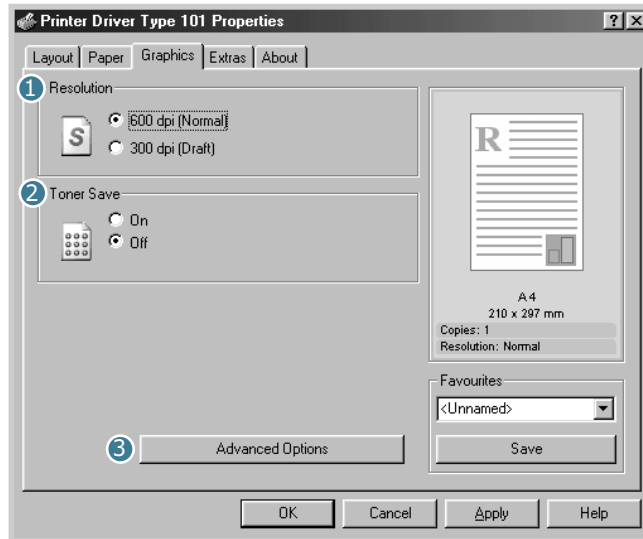 Printer Driver Type 101 Properties
Layout Paper Graphics Extras About
1 Resolution
S
600 dpi (Normal)
300 dpi (Draft)
2 Toner Save
On
Off
R
A4
210 x 297 mm
Copies: 1
Resolution: Normal
Favourites
<Unnamed>
3 Advanced Options
Save
OK Cancel Apply Help